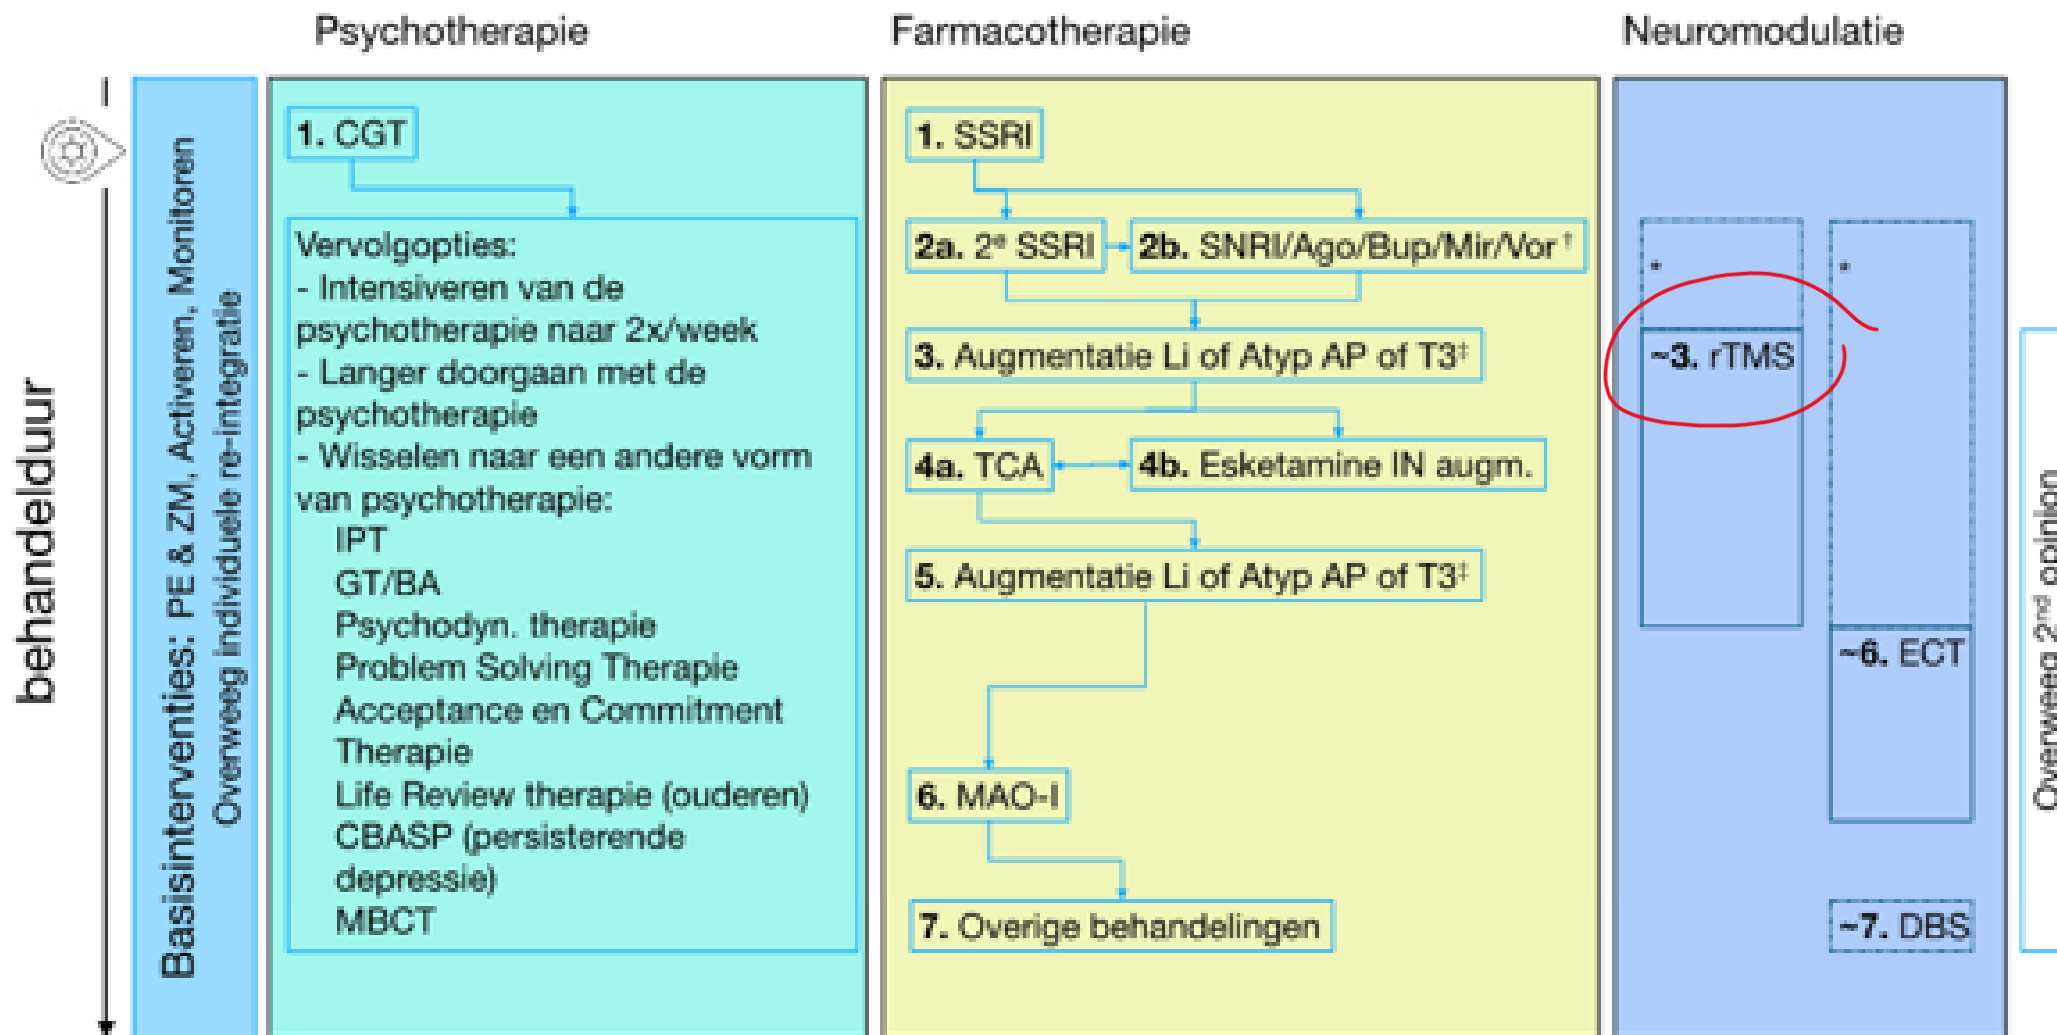 Psychotherapie
Farmacotherapie
Neuromodulatie
behandelduur
Basisinterventies: PE & ZM, Activeren, Monitoren
Overweeg individuele re-integratie
1. CGT
Vervolgopties:
- Intensiveren van de
psychotherapie naar 2x/week
- Langer doorgaan met de
psychotherapie
- Wisselen naar een andere vorm
van psychotherapie:
IPT
GT/BA
Psychodyn. therapie
Problem Solving Therapie
Acceptance en Commitment
Therapie
Life Review therapie (ouderen)
CBASP (persisterende
depressie)
MBCT
1. SSRI
2a. 2e SSRI
2b. SNRI/Ago/Bup/Mir/Vor †
3. Augmentatie Li of Atyp AP of T3‡
4a. TCA
4b. Esketamine IN augm.
5. Augmentatie Li of Atyp AP of T3‡
6. MAO-I
7. Overige behandelingen
*
*
~3. rTMS
~6. ECT
~7. DBS
Overweeg 2nd opinion